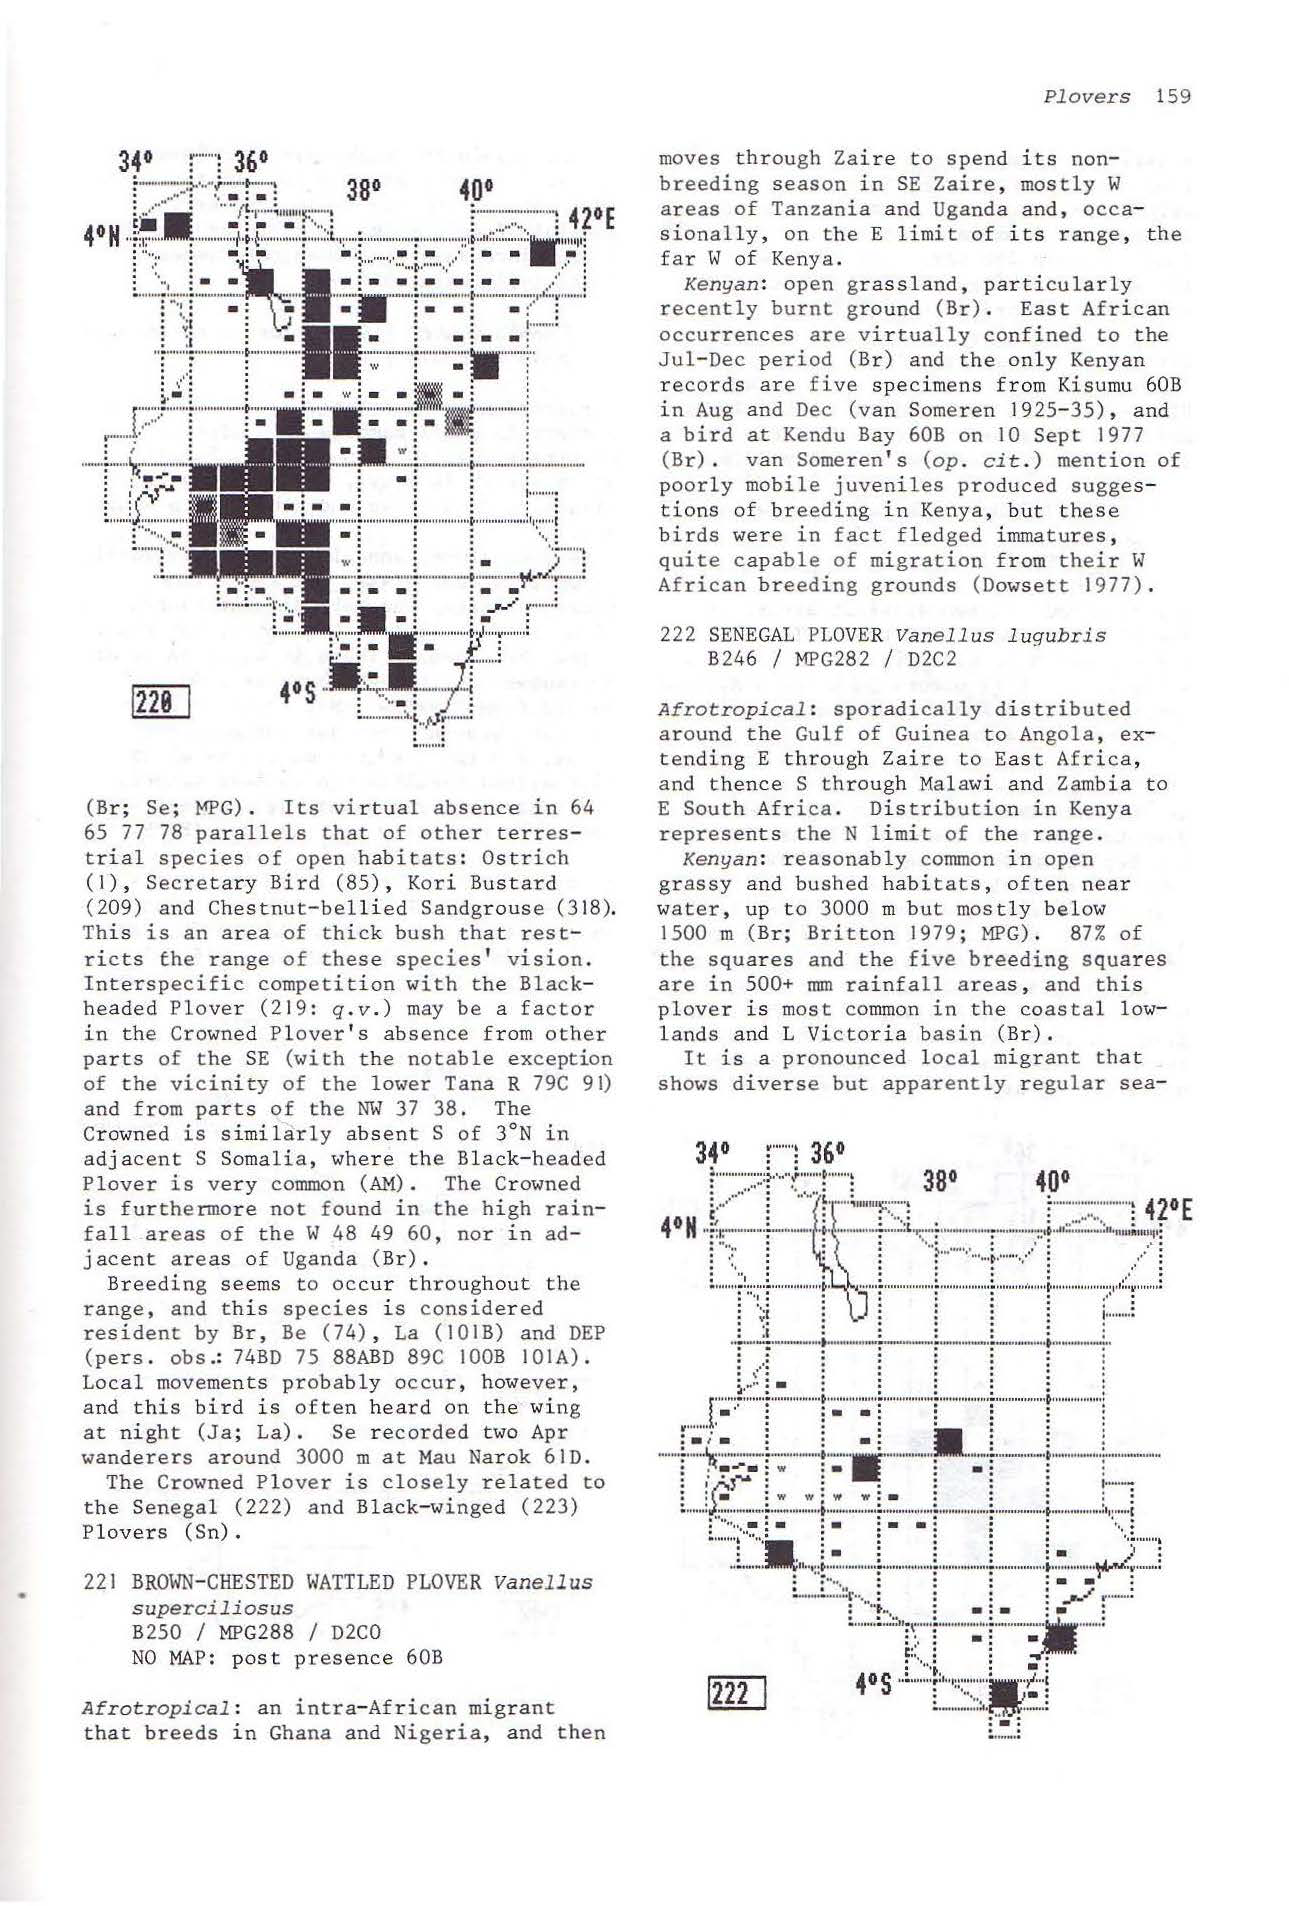 Plovers 159
34° 36°
38° 40°
42°E
4°N
4°S
220
(Br; Se; MPG). Its virtual absence in 64
65 77 78 parallels that of other terres-
trial species of open habitats: Ostrich
(1), Secretary Bird (85), Kori Bustard
(209) and Chestnut-bellied Sandgrouse (318).
This is an area of thick bush that rest-
ricts the range of these species' vision.
Interspecific competition with the Black-
headed Plover (219: q.v.) may be a factor
in the Crowned Plover's absence from other
parts of the SE (with the notable exception
of the vicinity of the lower Tana R 79C 91)
and from parts of the NW 37 38. The
Crowned is similarly absent S of 3°N in
adjacent S Somalia, where the Black-headed
Plover is very common (AM). The Crowned
is furthermore not found in the high rain-
fall areas of the W 48 49 60, nor in ad-
jacent areas of Uganda (Br).
Breeding seems to occur throughout the
range, and this species is considered
resident by Br, Be (74), La (101B) and DEP
(pers. obs.: 74BD 75 88ABD 89C 100B 101A).
Local movements probably occur, however,
and this bird is often heard on the wing
at night (Ja; La). Se recorded two Apr
wanderers around 3000 m at Mau Narok 61D.
The Crowned Plover is closely related to
the Senegal (222) and Black-winged (223)
Plovers (Sn).
221 BROWN-CHESTED WATTLED PLOVER Vanellus
superciliosus
B250 / MPG288 / D2C0
NO MAP: post presence 60B
Afrotropical: an intra-African migrant
that breeds in Ghana and Nigeria, and then
moves through Zaire to spend its non-
breeding season in SE Zaire, mostly W
areas of Tanzania and Uganda and, occa-
sionally, on the E limit of its range, the
far W of Kenya.
Kenyan: open grassland, particularly
recently burnt ground (Br). East African
occurrences are virtually confined to the
Jul-Dec period (Br) and the only Kenyan
records are five specimens from Kisumu 60B
in Aug and Dec (van Someren 1925-35), and
a bird at Kendu Bay 60B on 10 Sept 1977
(Br). van Someren's (op. cit.) mention of
poorly mobile juveniles produced sugges-
tions of breeding in Kenya, but these
birds were in fact fledged immatures,
quite capable of migration from their W
African breeding grounds (Dowsett 1977).
222 SENEGAL PLOVER Vanellus lugubris
B246 / MPG282 / D2C2
Afrotropical: sporadically distributed
around the Gulf of Guinea to Angola, ex-
tending E through Zaire to East Africa,
and thence S through Malawi and Zambia to
E South Africa. Distribution in Kenya
represents the N limit of the range.
Kenyan: reasonably common in open
grassy and bushed habitats, often near
water, up to 3000 m but mostly below
1500 m (Br; Britton 1979; MPG). 87% of
the squares and the five breeding squares
are in 500+ mm rainfall areas, and this
plover is most common in the coastal low-
lands and L Victoria basin (Br).
It is a pronounced local migrant that
shows diverse but apparently regular sea-
34° 36°
38° 40°
42°E
4°N
4°S
222